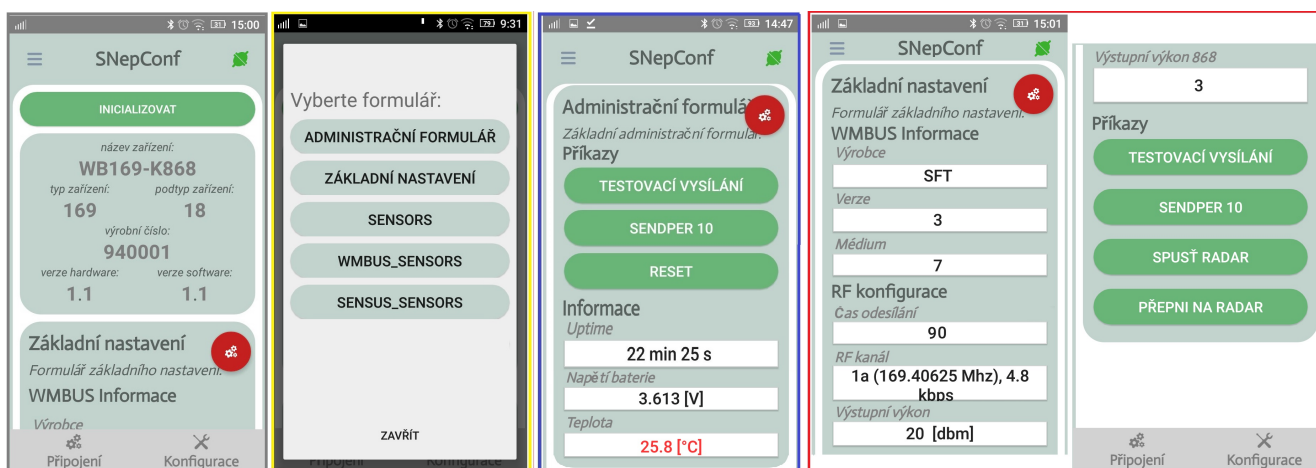 15:00
SNepConf
INICIALIZOVAT
název zařízení:
WB169-K868
typ zařízení: podtyp zařízení:
169 18
výrobní číslo:
940001
verze hardware: verze software:
1.1 1.1
Základní nastavení
Formulář základního nastavení.
WMBUS Informace
Výrobce
Připojení Konfigurace
79 9:31
Vyberte formulář:
ADMINISTRAČNÍ FORMULÁŘ
ZÁKLADNÍ NASTAVENÍ
SENSORS
WMBUS_SENSORS
SENSUS_SENSORS
ZAVŘÍT
Připojení Konfigurace
93 14:47
SNepConf
Administrační formulář
Základní administrační formulář.
Příkazy
TESTOVACÍ VYSÍLÁNÍ
SENDPER 10
RESET
Informace
Uptime
22 min 25 s
Napětí baterie
3.613 [V]
Teplota
25.8 [°C]
31 15:01
SNepConf
Základní nastavení
Formulář základního nastavení.
WMBUS Informace
Výrobce
SFT
Verze
3
Médium
7
RF konfigurace
Čas odesílání
90
RF kanál
1a (169.40625 Mhz), 4.8
kbps
Výstupní výkon
20 [dbm]
Výstupní výkon 868
3
Příkazy
TESTOVACÍ VYSÍLÁNÍ
SENDPER 10
SPUSŤ RADAR
PŘEPNI NA RADAR
Připojení Konfigurace